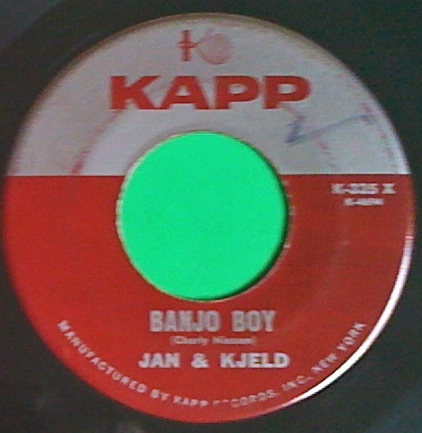 K
KAPP
K-335 X
BANJO BOY
(Charly Niessen)
JAN & KJELD
MANUFACTURED BY KAPP RECORDS, INC. NEW YORK